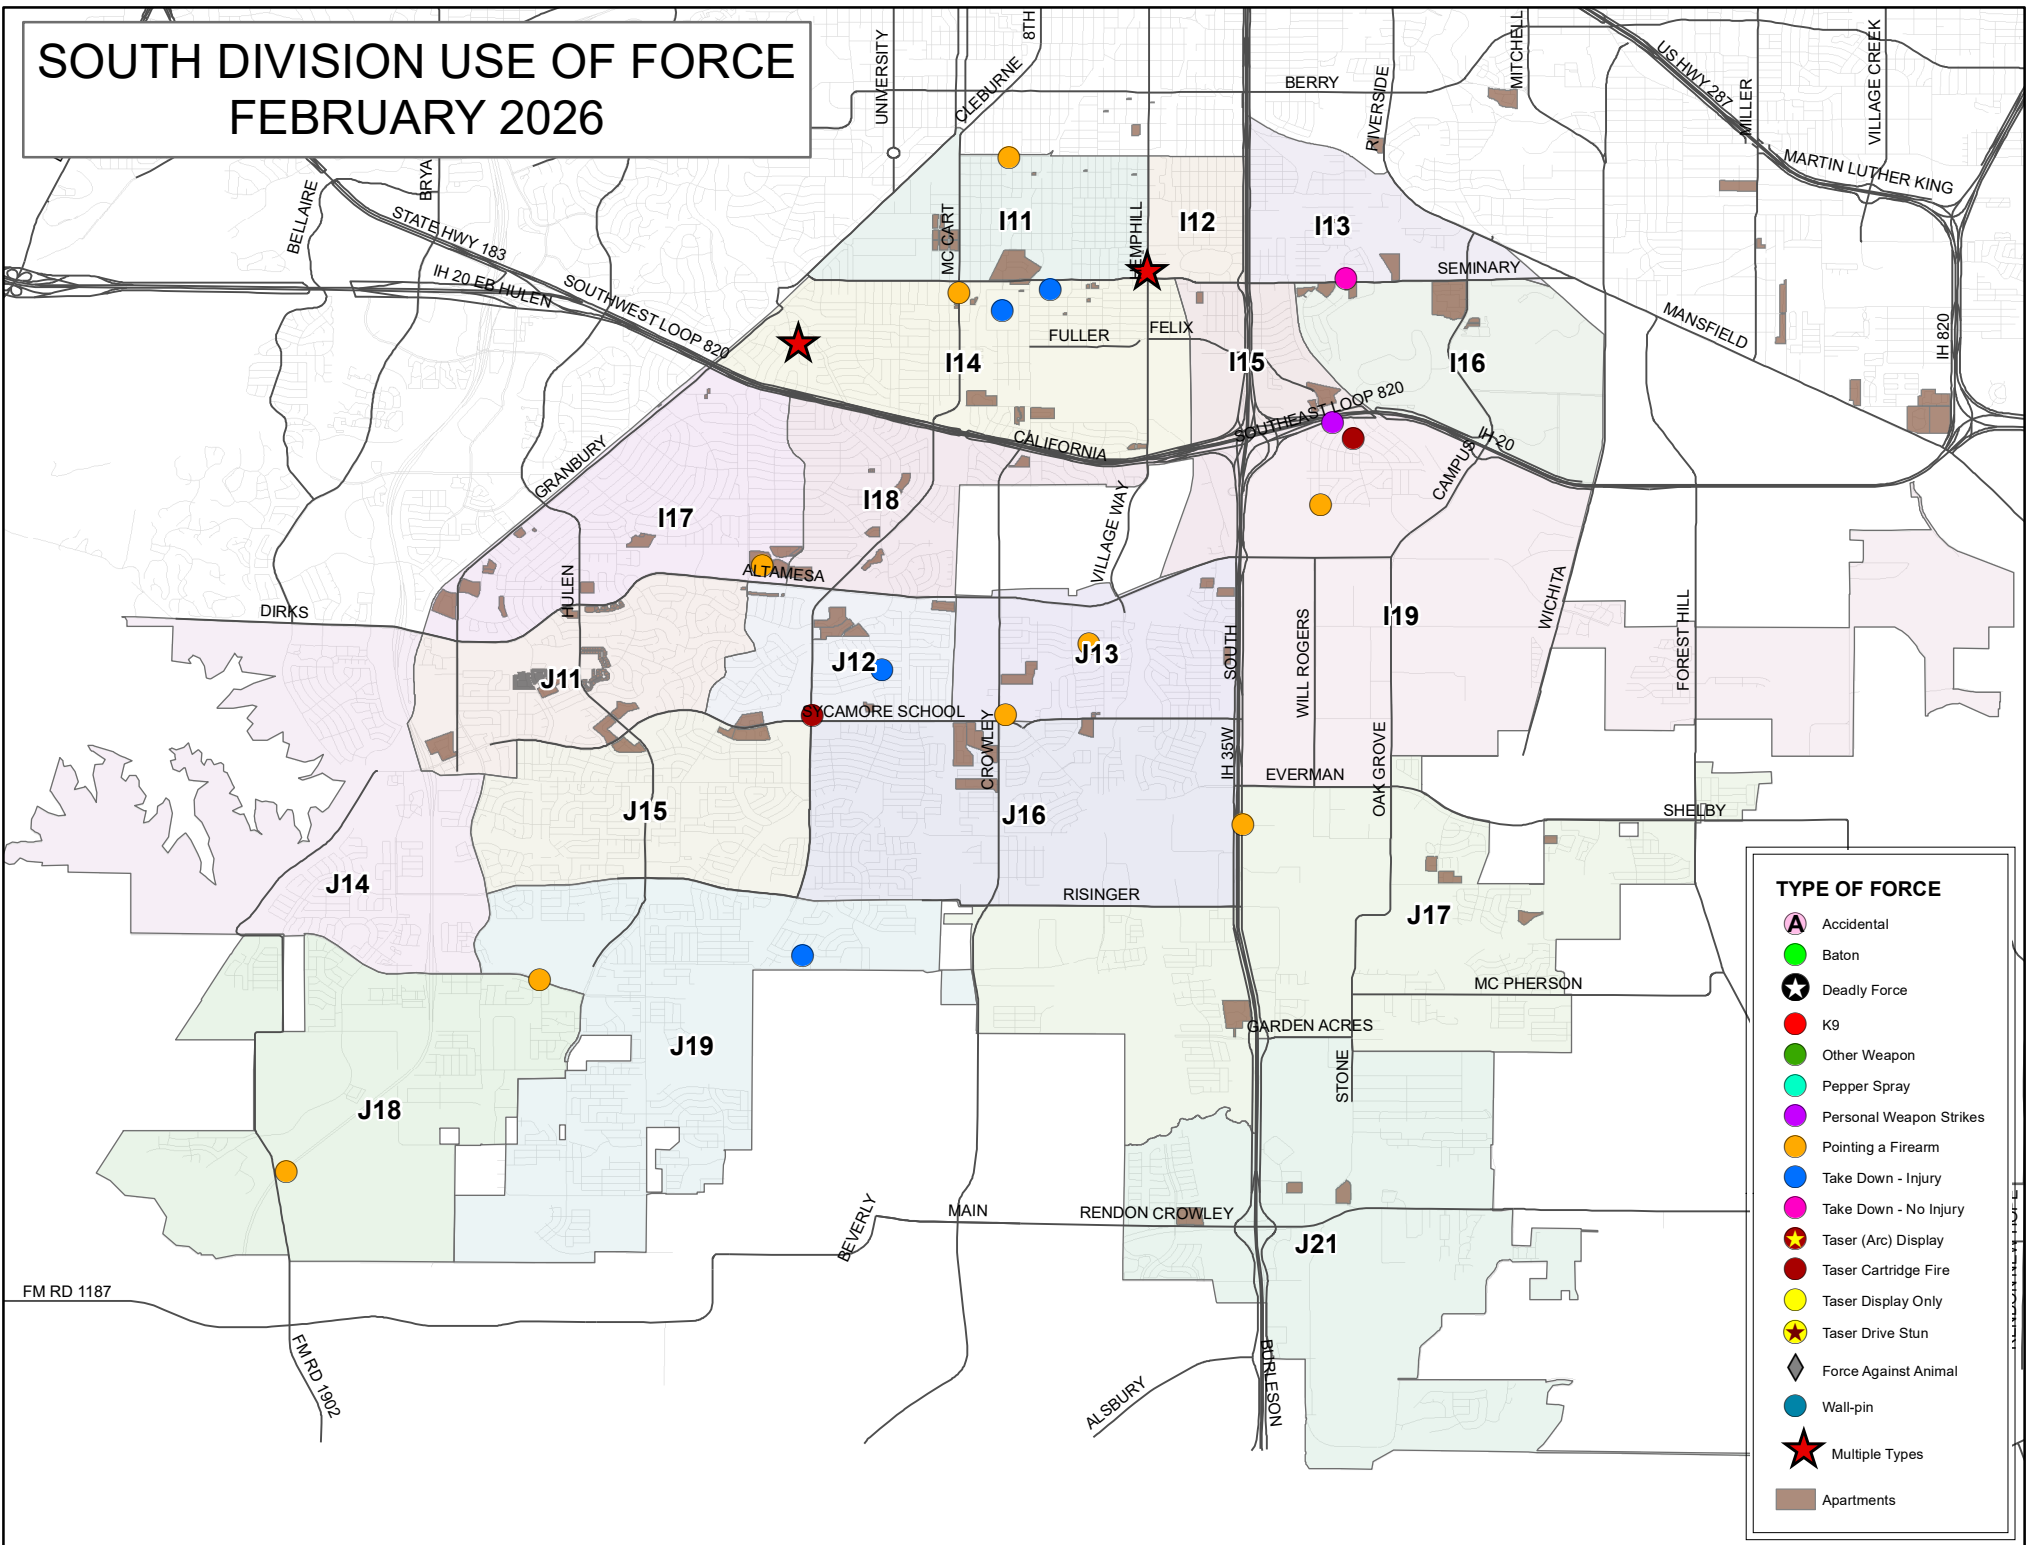 SOUTH DIVISION USE OF FORCE
FEBRUARY 2026
UNIVERSITY
CLEBURNE
8TH
BERRY
RIVERSIDE
MITCHELL
US HWY 287
MILLER
VILLAGE CREEK
MARTIN LUTHER KING
BELLAIRE
BRYA
STATE HWY 183
IH 20 EB HULEN
SOUTHWEST LOOP 820
MC CART
I11
HEMPHILL
I12
I13
SEMINARY
MANSFIELD
IH 820
FULLER
FELIX
I14
I15
I16
SOUTHEAST LOOP 820
IH 20
CALIFORNIA
CAMPUS
GRANBURY
I17
I18
VILLAGE WAY
ALTAMESA
HULEN
DIRKS
WICHITA
FOREST HILL
I19
WILL ROGERS
SOUTH
J11
J12
J13
SYCAMORE SCHOOL
CROWLEY
IH 35W
OAK GROVE
EVERMAN
SHELBY
J15
J16
J14
RISINGER
J17
MC PHERSON
GARDEN ACRES
STONE
J19
J18
BEVERLY
MAIN
RENDON CROWLEY
J21
FM RD 1187
FM RD 1902
ALSBURY
BURLESON
TYPE OF FORCE
A Accidental
Baton
Deadly Force
K9
Other Weapon
Pepper Spray
Personal Weapon Strikes
Pointing a Firearm
Take Down - Injury
Take Down - No Injury
Taser (Arc) Display
Taser Cartridge Fire
Taser Display Only
Taser Drive Stun
Force Against Animal
Wall-pin
Multiple Types
Apartments